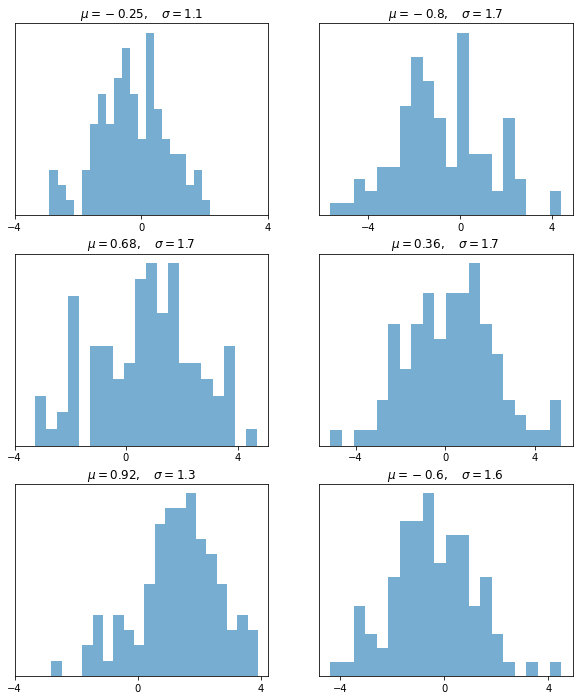 μ = −0.25, σ = 1.1
μ = −0.8, σ = 1.7
−4 0 4
−4 0 4
μ = 0.68, σ = 1.7
μ = 0.36, σ = 1.7
−4 0 4
−4 0 4
μ = 0.92, σ = 1.3
μ = −0.6, σ = 1.6
−4 0 4
−4 0 4